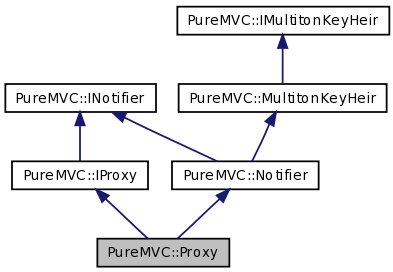 PureMVC::IMultitonKeyHeir
PureMVC::INotifier
PureMVC::MultitonKeyHeir
PureMVC::IProxy
PureMVC::Notifier
PureMVC::Proxy